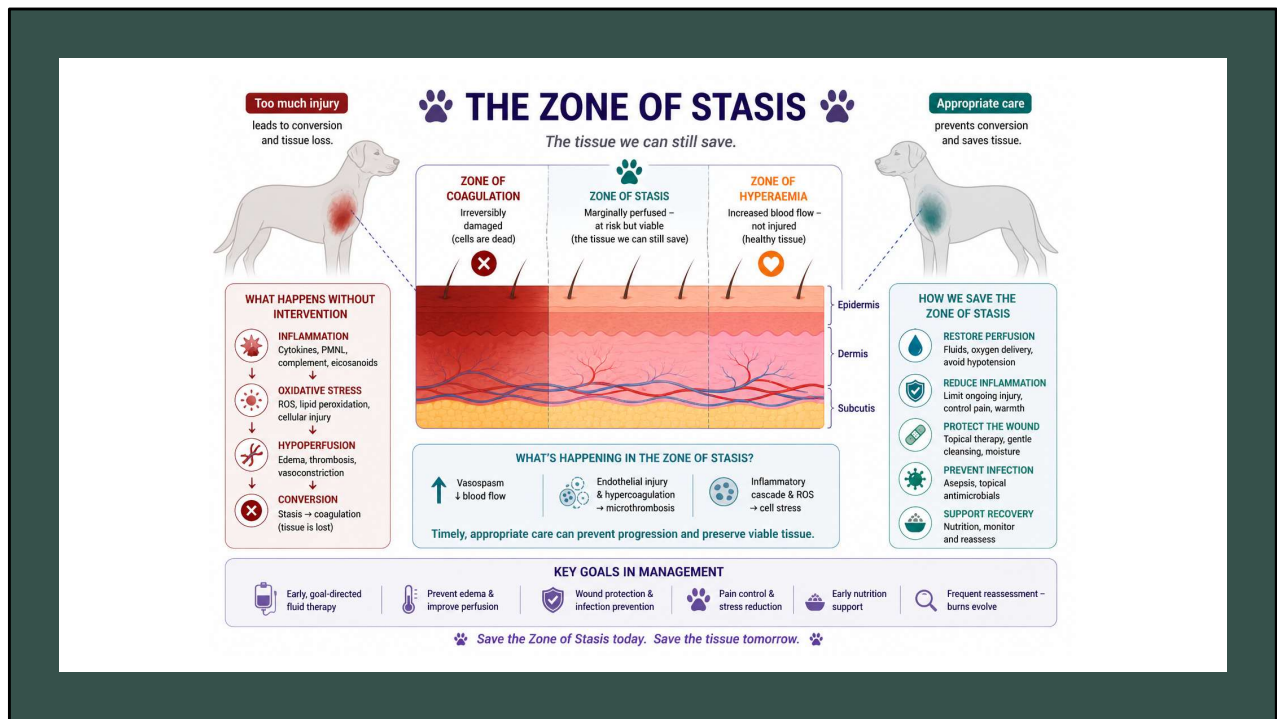 THE ZONE OF STASIS
The tissue we can still save.
Too much injury
leads to conversion
and tissue loss.
Appropriate care
prevents conversion
and saves tissue.
ZONE OF
COAGULATION
Irreversibly
damaged
(cells are dead)
ZONE OF STASIS
Marginally perfused –
at risk but viable
(the tissue we can still save)
ZONE OF
HYPERAEMIA
Increased blood flow –
not injured
(healthy tissue)
Epidermis
Dermis
Subcutis
WHAT HAPPENS WITHOUT
INTERVENTION
INFLAMMATION
Cytokines, PMNL,
complement, eicosanoids
↓ ↓
OXIDATIVE STRESS
ROS, lipid peroxidation,
cellular injury
↓ ↓
HYPOPERFUSION
Edema, thrombosis,
vasoconstriction
↓ ↓
CONVERSION
Stasis → coagulation
(tissue is lost)
WHAT'S HAPPENING IN THE ZONE OF STASIS?
Vasospasm
↓ blood flow
Endothelial injury
& hypercoagulation
→ microthrombosis
Inflammatory
cascade & ROS
→ cell stress
Timely, appropriate care can prevent progression and preserve viable tissue.
HOW WE SAVE THE
ZONE OF STASIS
RESTORE PERFUSION
Fluids, oxygen delivery,
avoid hypotension
REDUCE INFLAMMATION
Limit ongoing injury,
control pain, warmth
PROTECT THE WOUND
Topical therapy, gentle
cleansing, moisture
PREVENT INFECTION
Asepsis, topical
antimicrobials
SUPPORT RECOVERY
Nutrition, monitor
and reassess
KEY GOALS IN MANAGEMENT
Early, goal-directed
fluid therapy
Prevent edema &
improve perfusion
Wound protection &
infection prevention
Pain control &
stress reduction
Early nutrition
support
Frequent reassessment –
burns evolve
Save the Zone of Stasis today. Save the tissue tomorrow.